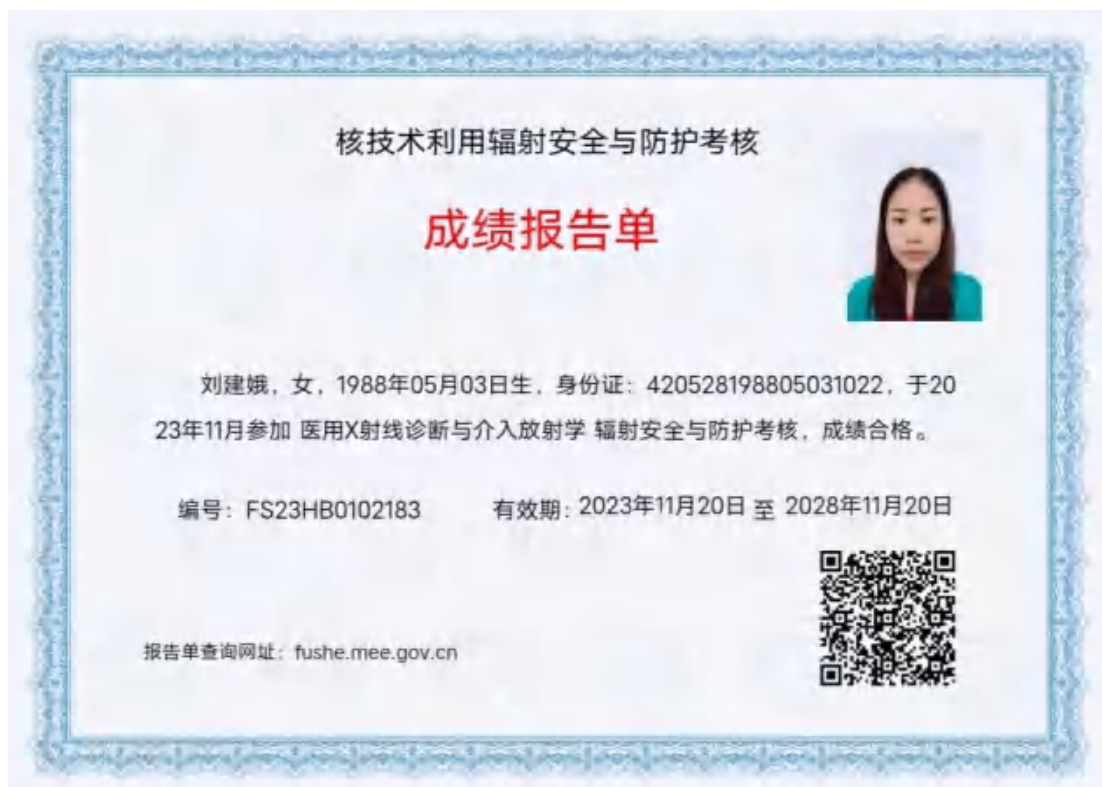 核技术利用辐射安全与防护考核
成绩报告单
刘建娥，女，1988年05月03日生，身份证：420528198805031022，于20
23年11月参加 医用X射线诊断与介入放射学 辐射安全与防护考核，成绩合格。
编号：FS23HB0102183 有效期：2023年11月20日 至 2028年11月20日
报告单查询网址：fushe.mee.gov.cn